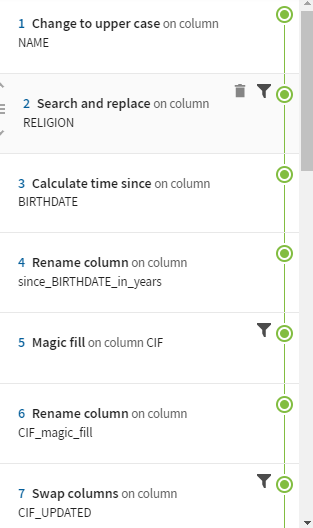 1 Change to upper case on column
NAME
2 Search and replace on column
RELIGION
3 Calculate time since on column
BIRTHDATE
4 Rename column on column
since_BIRTHDATE_in_years
5 Magic fill on column CIF
6 Rename column on column
CIF_magic_fill
7 Swap columns on column
CIF_UPDATED